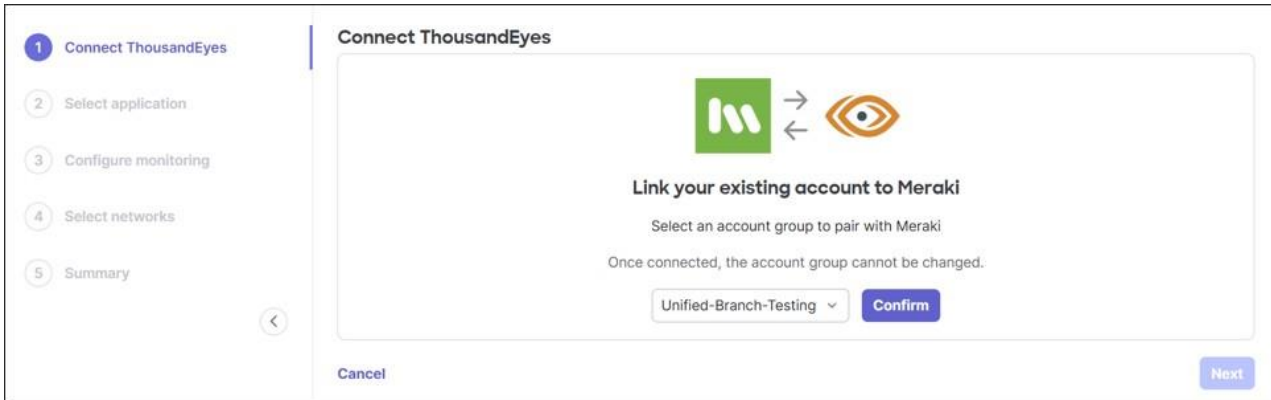 1 Connect ThousandEyes
2 Select application
3 Configure monitoring
4 Select networks
5 Summary
Connect ThousandEyes
Link your existing account to Meraki
Select an account group to pair with Meraki
Once connected, the account group cannot be changed.
Unified-Branch-Testing Confirm
Cancel Next